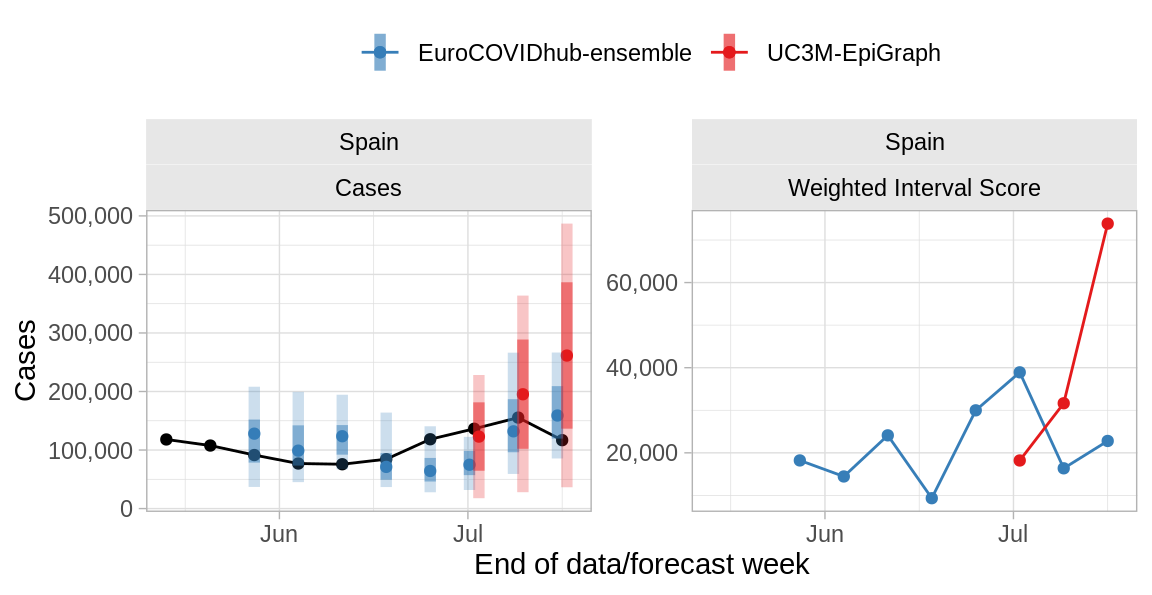 EuroCOVIDhub-ensemble UC3M-EpiGraph
Spain
Cases
500,000
400,000
300,000
200,000
100,000
0
Cases
Jun Jul
Spain
Weighted Interval Score
60,000
40,000
20,000
Jun Jul
End of data/forecast week